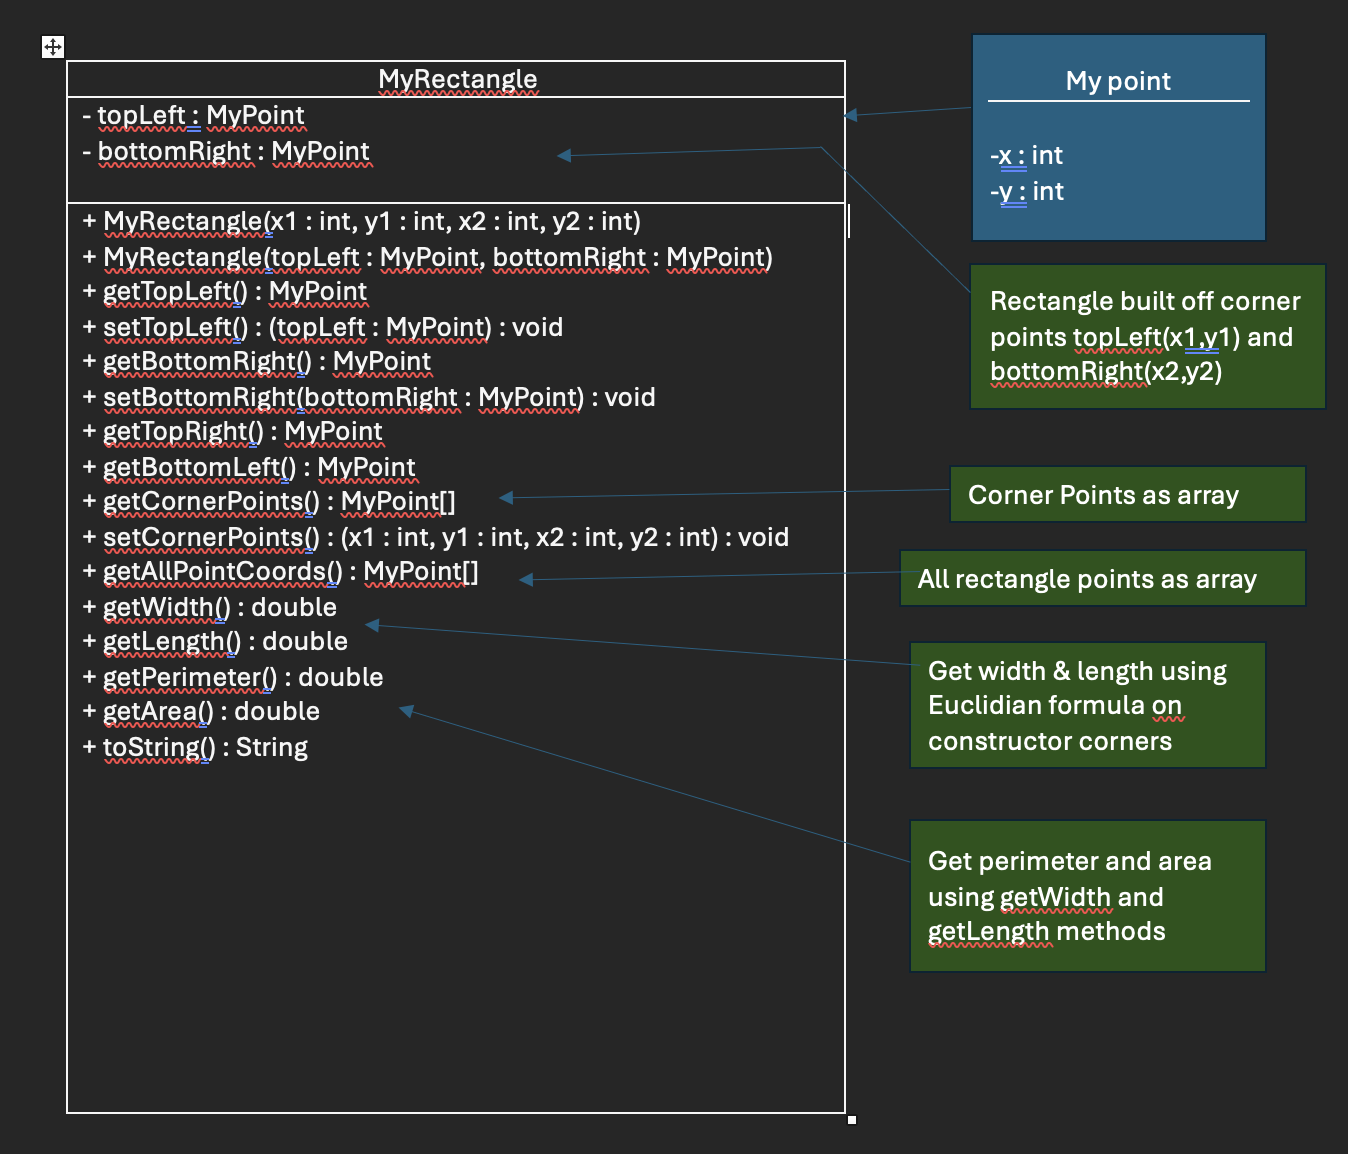 MyRectangle
- topLeft : MyPoint
- bottomRight : MyPoint
+ MyRectangle(x1 : int, y1 : int, x2 : int, y2 : int)
+ MyRectangle(topLeft : MyPoint, bottomRight : MyPoint)
+ getTopLeft() : MyPoint
+ setTopLeft() : (topLeft : MyPoint) : void
+ getBottomRight() : MyPoint
+ setBottomRight(bottomRight : MyPoint) : void
+ getTopRight() : MyPoint
+ getBottomLeft() : MyPoint
+ getCornerPoints() : MyPoint[]
+ setCornerPoints() : (x1 : int, y1 : int, x2 : int, y2 : int) : void
+ getAllPointCoords() : MyPoint[]
+ getWidth() : double
+ getLength() : double
+ getPerimeter() : double
+ getArea() : double
+ toString() : String
My point
-x : int
-y : int
Rectangle built off corner
points topLeft(x1,y1) and
bottomRight(x2,y2)
Corner Points as array
All rectangle points as array
Get width & length using
Euclidian formula on
constructor corners
Get perimeter and area
using getWidth and
getLength methods